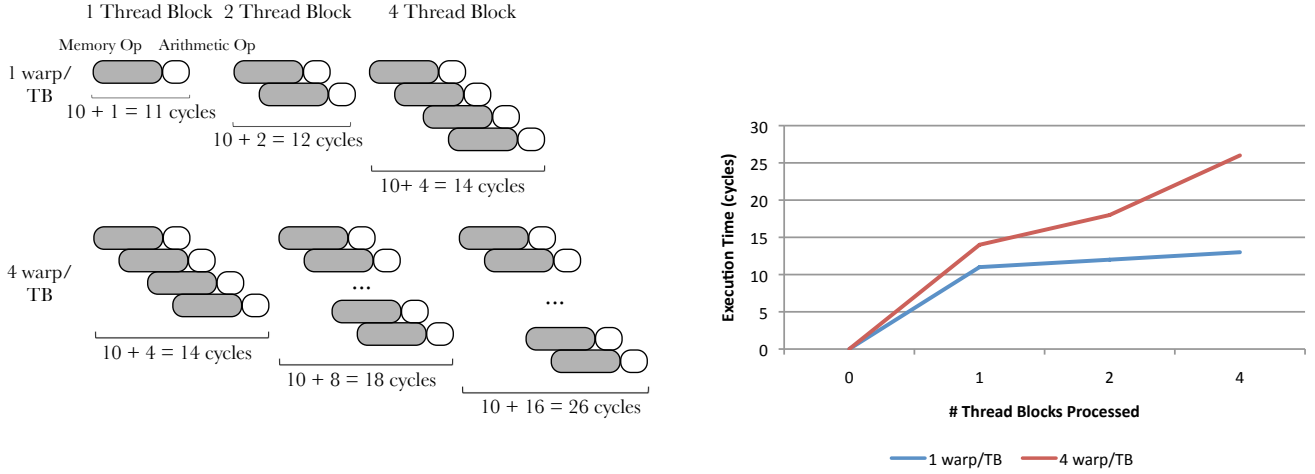 1 Thread Block 2 Thread Block 4 Thread Block
Memory Op Arithmetic Op
1 warp/
TB
10 + 1 = 11 cycles
10 + 2 = 12 cycles
10+ 4 = 14 cycles
4 warp/
TB
...
...
10 + 4 = 14 cycles
10 + 8 = 18 cycles
10 + 16 = 26 cycles
Execution Time (cycles)
30
25
20
15
10
5
0
0 1 2 4
# Thread Blocks Processed
1 warp/TB 4 warp/TB